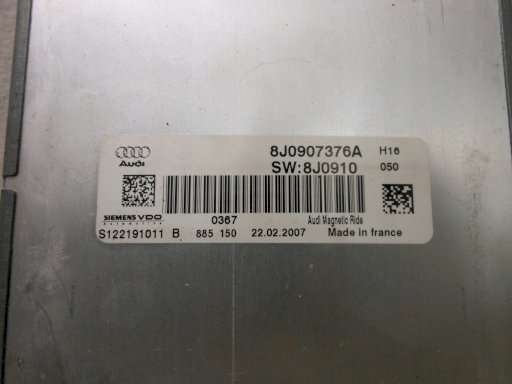 Audi 8J0907376A H16
SW:8J0910 050
SIEMENS VDO 0367 Audi Magnetic Ride
Automotive
S122191011 B 885 150 22.02.2007 Made in france